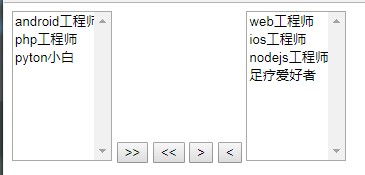 android工程师
php工程师
pyton小白
>>
<<
>
<
web工程师
ios工程师
nodejs工程师
足疗爱好者